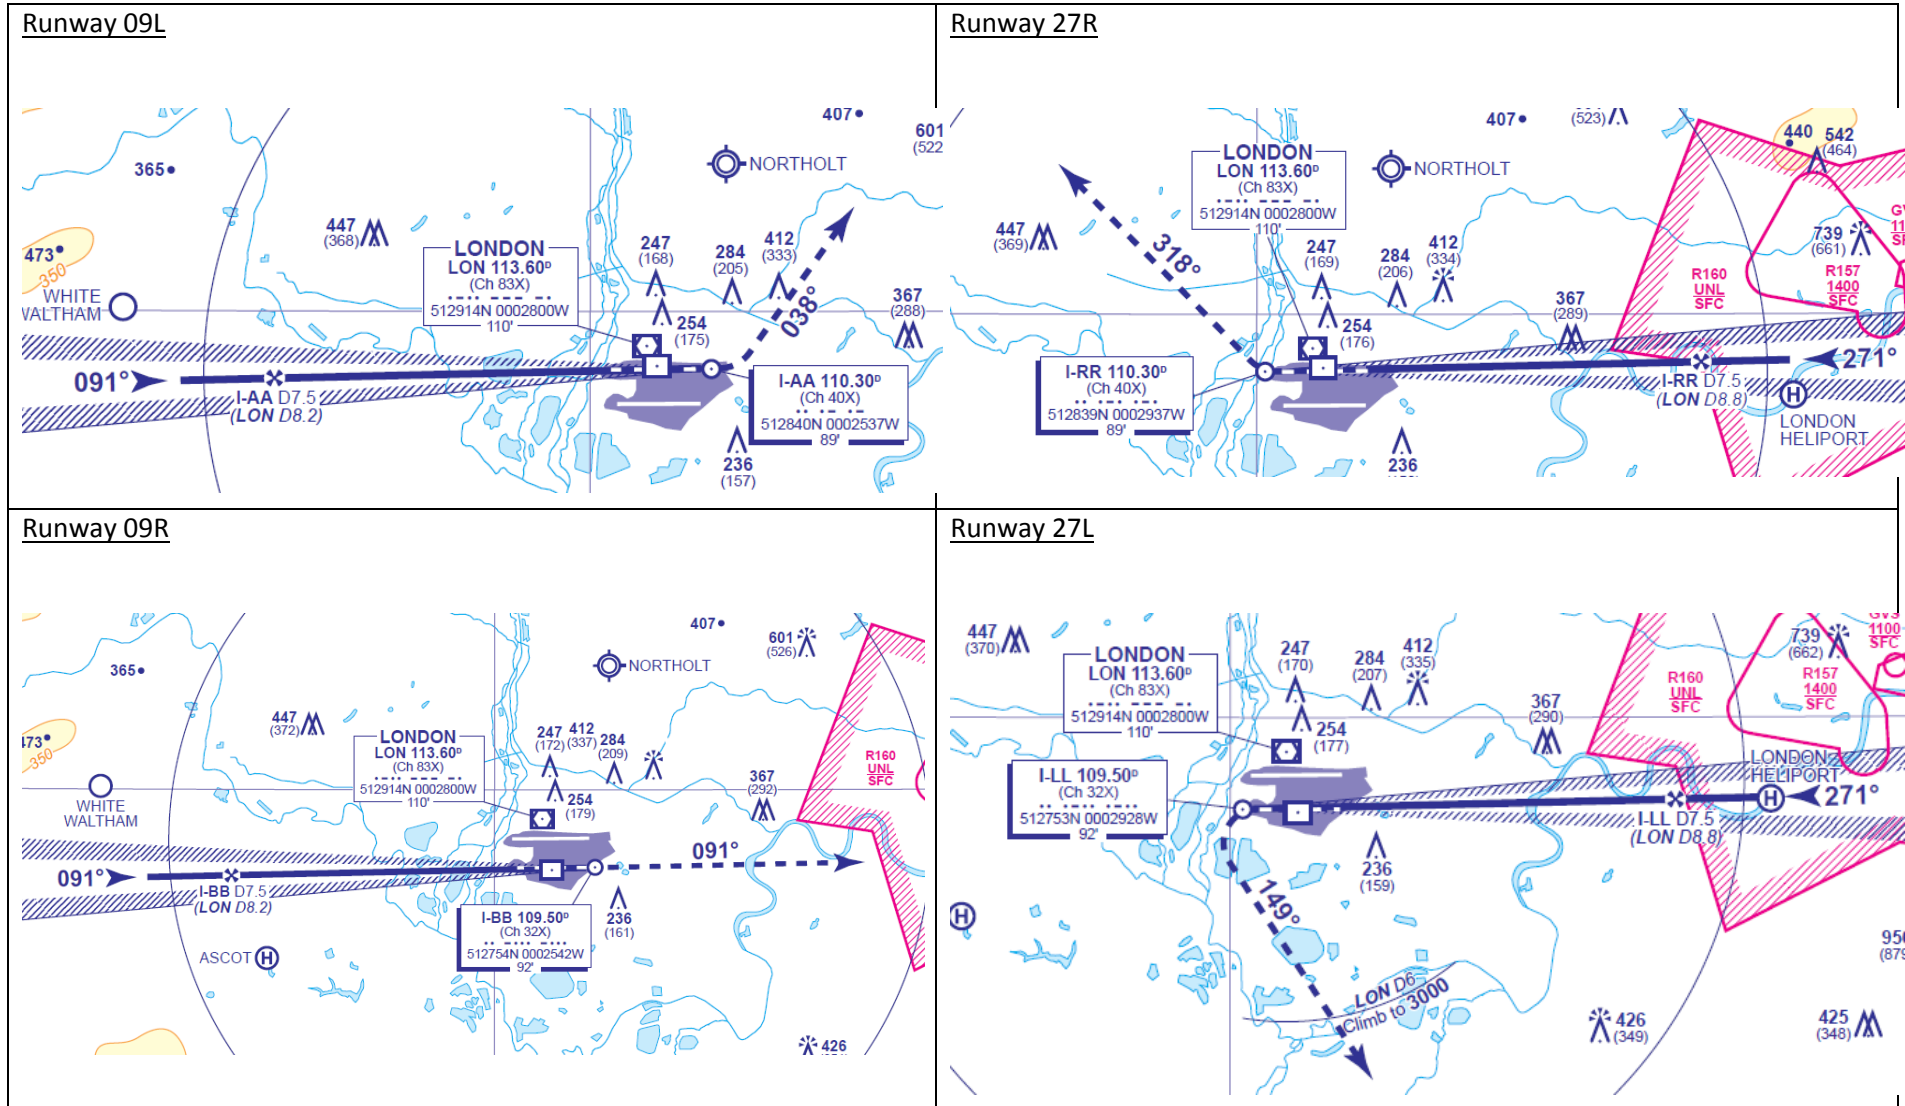 Runway 09L
407
601
(522
365
NORTHOLT
447
(368)
473
350
LONDON
LON 113.60ᴰ
(Ch 83X)
512914N 0002800W
110'
247
(168)
284
(205)
412
(333)
038°
367
(288)
WHITE
WALTHAM
254
(175)
091°
I-AA D7.5
(LON D8.2)
I-AA 110.30ᴰ
(Ch 40X)
512840N 0002537W
89'
236
(157)
Runway 27R
407
(523)
440
542
(464)
LONDON
LON 113.60ᴰ
(Ch 83X)
512914N 0002800W
110'
NORTHOLT
447
(369)
318°
247
(169)
284
(206)
412
(334)
739
(661)
R160
UNL
SFC
R157
1400
SFC
367
(289)
254
(176)
271°
I-RR 110.30ᴰ
(Ch 40X)
512839N 0002937W
89'
I-RR D7.5
(LON D8.8)
H
LONDON
HELIPORT
236
Runway 09R
407
601
(526)
365
NORTHOLT
447
(372)
473
350
LONDON
LON 113.60ᴰ
(Ch 83X)
512914N 0002800W
110'
247
(172)
412
(337)
284
(209)
R160
UNL
SFC
367
(292)
WHITE
WALTHAM
254
(179)
091°
091°
I-BB D7.5
(LON D8.2)
I-BB 109.50ᴰ
(Ch 32X)
512754N 0002542W
92'
236
(161)
ASCOT H
426
Runway 27L
447
(370)
LONDON
LON 113.60ᴰ
(Ch 83X)
512914N 0002800W
110'
247
(170)
284
(207)
412
(335)
739
(662)
GVS
1100
SFC
R160
UNL
SFC
R157
1400
SFC
367
(290)
254
(177)
LONDON
HELIPORT
H
271°
I-LL 109.50ᴰ
(Ch 32X)
512753N 0002928W
92'
I-LL D7.5
(LON D8.8)
236
(159)
149°
H
LON D6
Climb to 3000
426
(349)
425
(348)